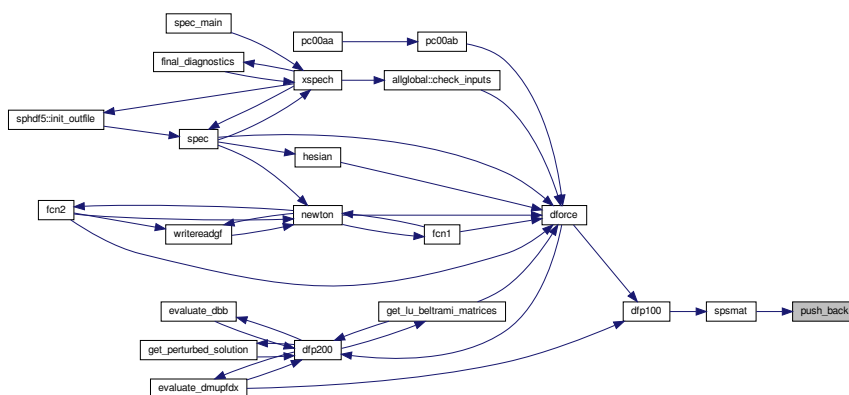 spec_main
pc00aa
pc00ab
final_diagnostics
xspech
allglobal::check_inputs
sphdf5::init_outfile
spec
hesian
fcn2
newton
dforce
writereadgf
fcn1
evaluate_dbb
get_lu_beltrami_matrices
dfp100
spsmat
push_back
get_perturbed_solution
dfp200
evaluate_dmupfdx